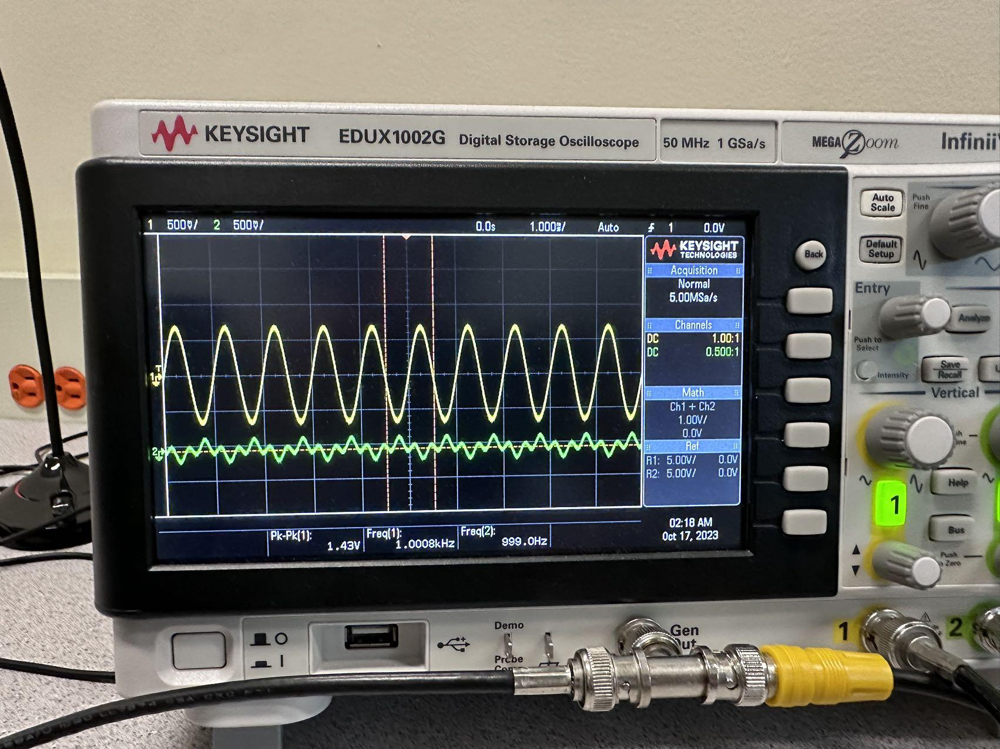 KEYSIGHT EDUX1002G Digital Storage Oscilloscope 50 MHz 1 GSa/s MEGA Zoom
1 500V/ 2 500V/ 0.0s 1.000ms/ Auto 1 0.0V
KEYSIGHT
TECHNOLOGIES
Acquisition
Normal
5.00MSa/s
Channels
DC 1.00:1
DC 0.500:1
Math
Ch1 + Ch2
1.00V/
0.0V
Ref
R1: 5.00V/ 0.0V
R2: 5.00V/ 0.0V
T
1
2
Pk-Pk(1):
1.43V
Freq(1):
1.0008kHz
Freq(2):
999.0Hz
02:18 AM
Oct 17, 2023
Back
Auto
Scale
Push
Fine
Default
Setup
Entry
Analyze
Push to
Select
Intensity
Save
Recall
Vertical
Help
1
Bus
Push
Zero
Demo
Probe
Gen
Out
1
2